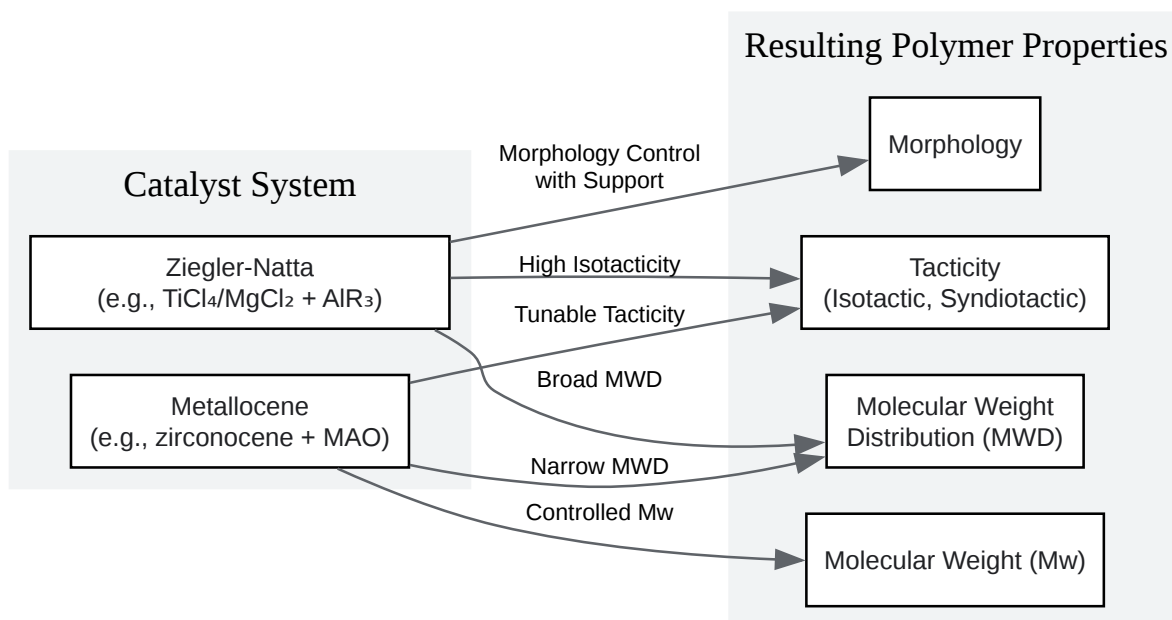 Resulting Polymer Properties
Morphology
Morphology Control
with Support
Catalyst System
Ziegler-Natta
(e.g., TiCl₄/MgCl₂ + AlR₃)
High Isotacticity
Tacticity
(Isotactic, Syndiotactic)
Tunable Tacticity
Broad MWD
Metallocene
(e.g., zirconocene + MAO)
Molecular Weight
Distribution (MWD)
Narrow MWD
Controlled Mw
Molecular Weight (Mw)